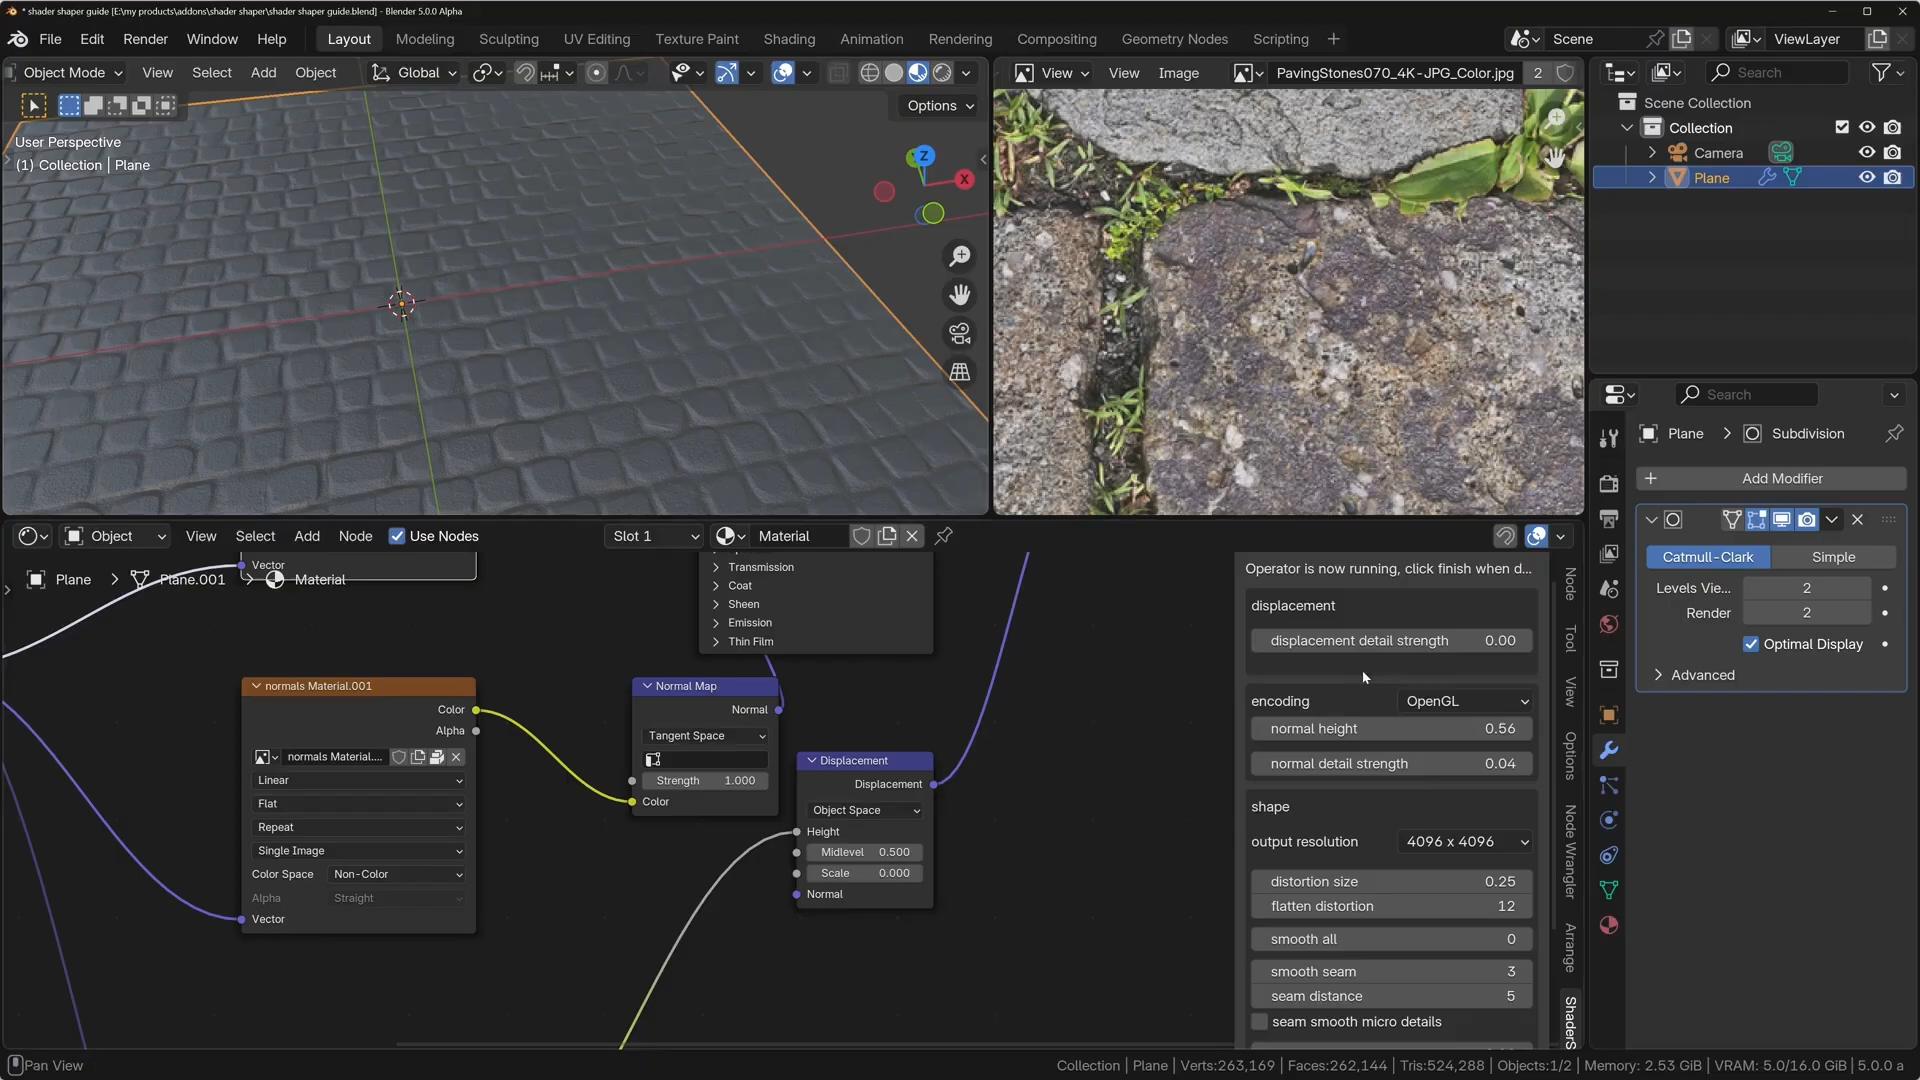 * shader shaper guide [E:\my products\addons\shader shaper\shader shaper guide.blend] - Blender 5.0.0 Alpha
File Edit Render Window Help Layout Modeling Sculpting UV Editing Texture Paint Shading Animation Rendering Compositing Geometry Nodes Scripting + Scene ViewLayer
Object Mode View Select Add Object Global
Options
User Perspective
(1) Collection | Plane
Z
X
View View Image PavingStones070_4K-JPG_Color.jpg 2
Search
Scene Collection
Collection
Camera
Plane
Search
Plane > Subdivision
Add Modifier
Catmull-Clark Simple
Levels Vie... 2
Render 2
Optimal Display
Advanced
Object View Select Add Node Use Nodes Slot 1 Material
Vector
Plane > Plane.001 > Material
Transmission
Coat
Sheen
Emission
Thin Film
normals Material.001
Color
Alpha
normals Material....
Linear
Flat
Repeat
Single Image
Color Space Non-Color
Alpha Straight
Vector
Normal Map
Normal
Tangent Space
Strength 1.000
Color
Displacement
Displacement
Object Space
Height
Midlevel 0.500
Scale 0.000
Normal
Operator is now running, click finish when d...
displacement
displacement detail strength 0.00
encoding OpenGL
normal height 0.56
normal detail strength 0.04
shape
output resolution 4096 x 4096
distortion size 0.25
flatten distortion 12
smooth all 0
smooth seam 3
seam distance 5
seam smooth micro details
Node
Tool
View
Options
Node Wrangler
Arrange
ShaderS
Pan View
Collection | Plane | Verts:263,169 | Faces:262,144 | Tris:524,288 | Objects:1/2 | Memory: 2.53 GiB | VRAM: 5.0/16.0 GiB | 5.0.0 a